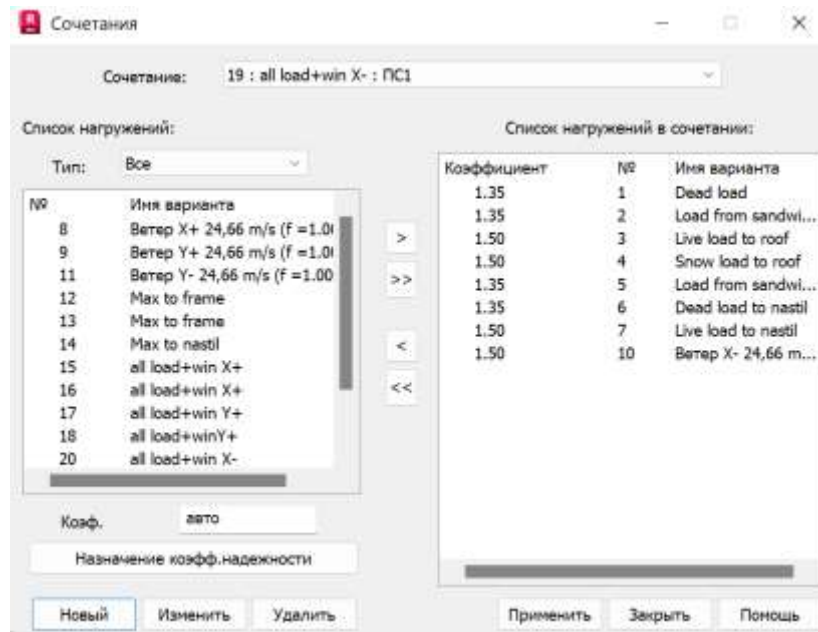 Сочетания
Сочетание: 19 : all load+win X- : ПС1
Список нагружений:
Тип: Все
№ Имя варианта
8 Ветер X+ 24,66 m/s (f =1.0
9 Ветер Y+ 24,66 m/s (f =1.0
11 Ветер Y- 24,66 m/s (f =1.00
12 Max to frame
13 Max to frame
14 Max to nastil
15 all load+win X+
16 all load+win X+
17 all load+win Y+
18 all load+winY+
20 all load+win X-
Коэф. авто
Назначение коэфф.надежности
Новый Изменить Удалить
>
>>
<
<<
Список нагружений в сочетании:
Коэффициент № Имя варианта
1.35 1 Dead load
1.35 2 Load from sandwi...
1.50 3 Live load to roof
1.50 4 Snow load to roof
1.35 5 Load from sandwi...
1.35 6 Dead load to nastil
1.50 7 Live load to nastil
1.50 10 Ветер X- 24,66 m...
Применить Закрыть Помощь